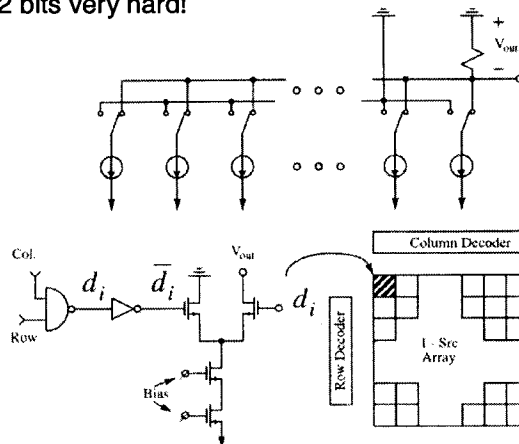 2 bits very hard!
+
V_out
−
Column Decoder
Col.
d_i
d̅_i
V_out
d_i
Row
Row Decoder
I - Src
Array
Bias